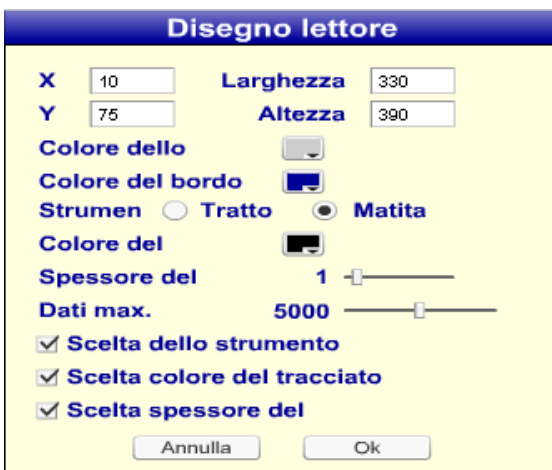 Disegno lettore
X 10 Larghezza 330
Y 75 Altezza 390
Colore dello
Colore del bordo
Strumen Tratto Matita
Colore del
Spessore del 1
Dati max. 5000
Scelta dello strumento
Scelta colore del tracciato
Scelta spessore del
Annulla Ok